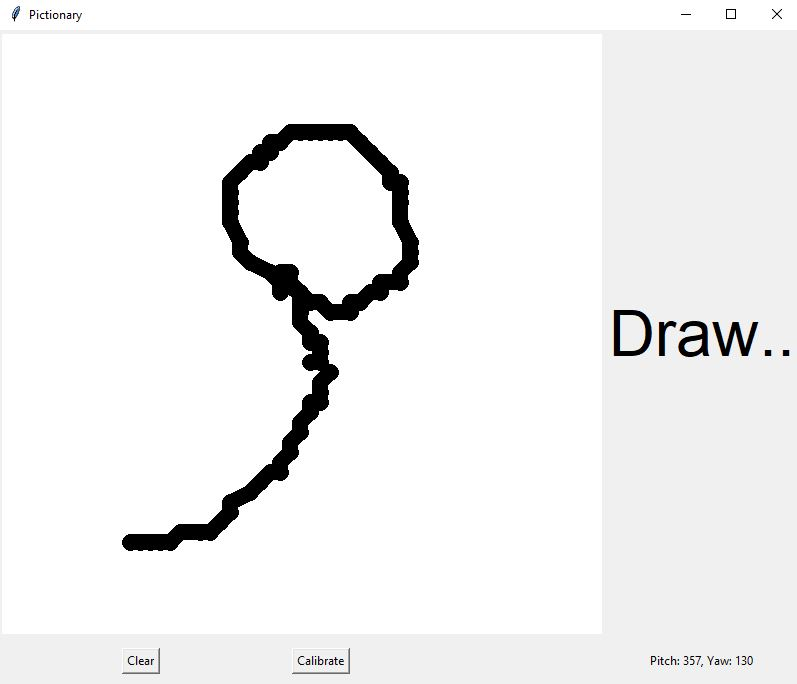 Pictionary
Draw..
Clear
Calibrate
Pitch: 357, Yaw: 130